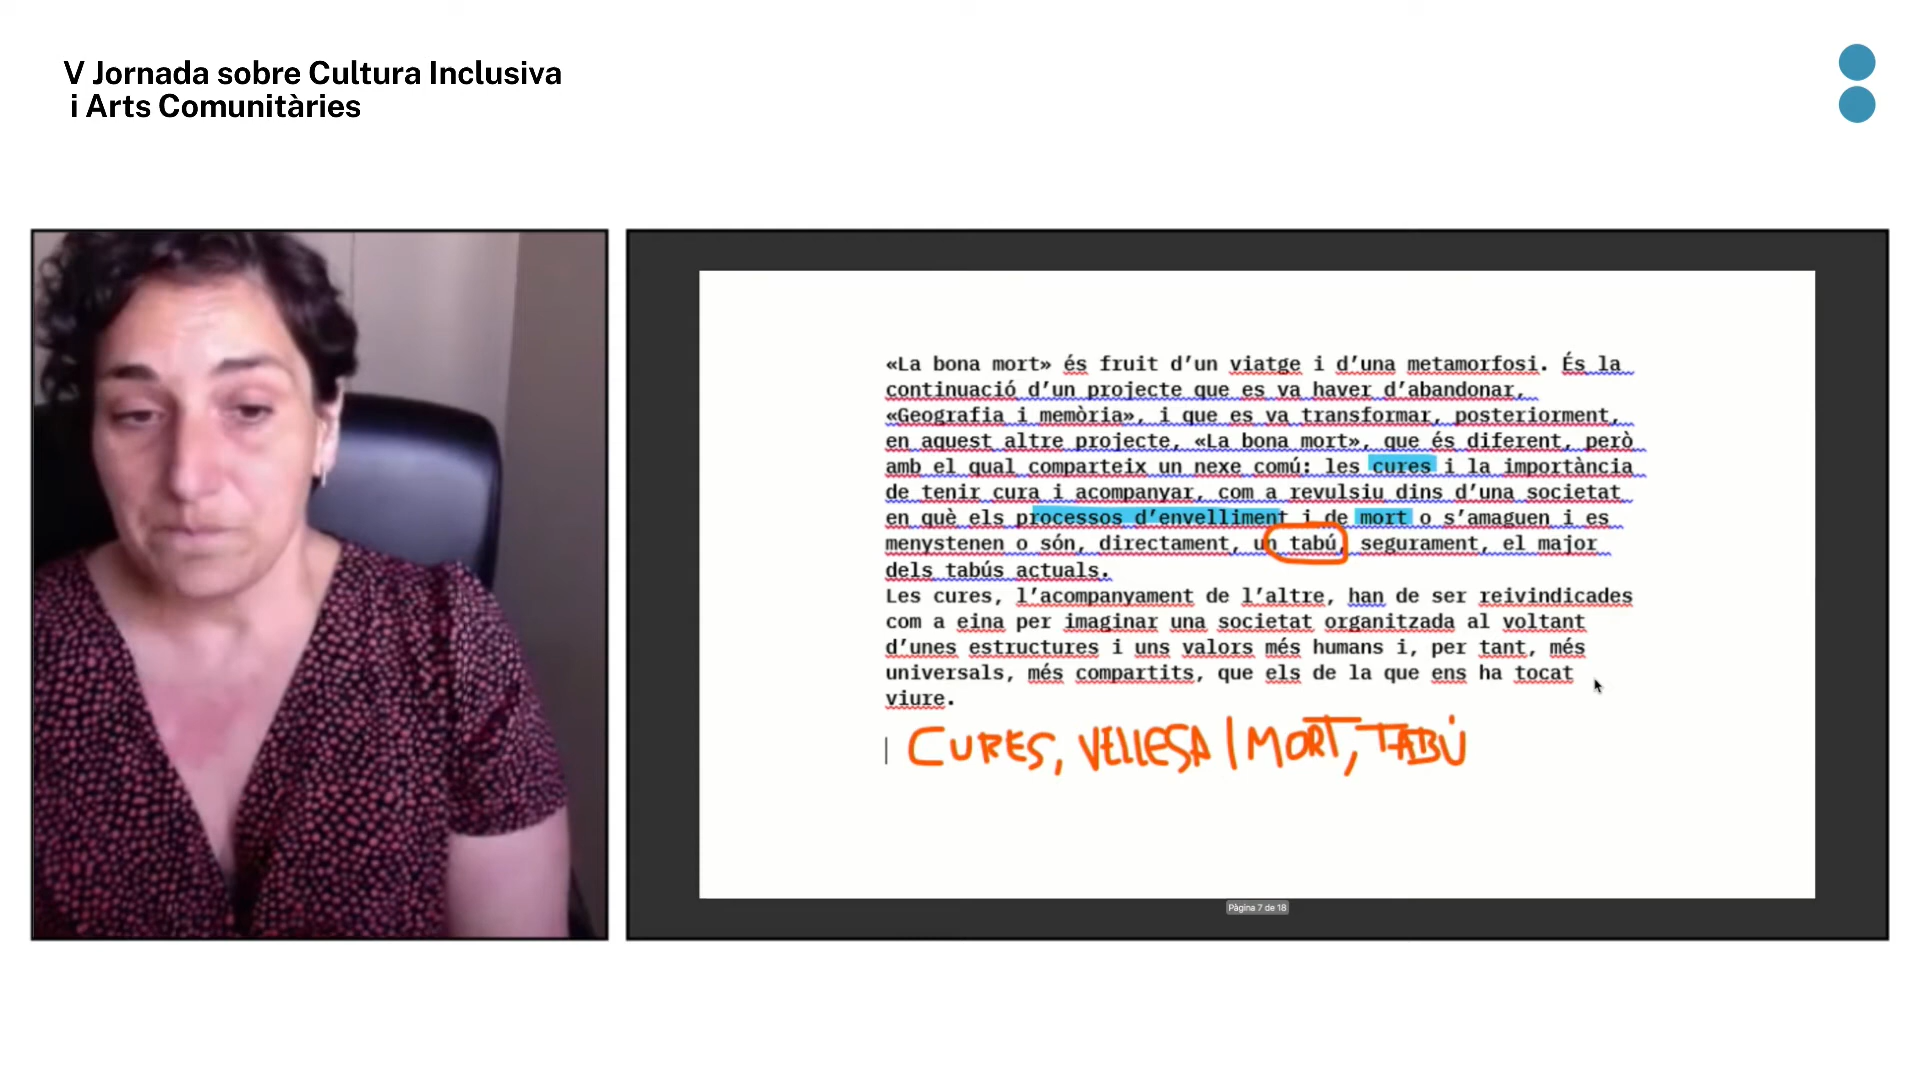 V Jornada sobre Cultura Inclusiva
i Arts Comunitàries
«La bona mort» és fruit d’un viatge i d’una metamorfosi. És la
continuació d’un projecte que es va haver d’abandonar,
«Geografia i memòria», i que es va transformar, posteriorment,
en aquest altre projecte, «La bona mort», que és diferent, però
amb el qual comparteix un nexe comú: les cures i la importància
de tenir cura i acompanyar, com a revulsiu dins d’una societat
en què els processos d’envelliment i de mort o s’amaguen i es
menystenen o són, directament, un tabú, segurament, el major
dels tabús actuals.
Les cures, l’acompanyament de l’altre, han de ser reivindicades
com a eina per imaginar una societat organitzada al voltant
d’unes estructures i uns valors més humans i, per tant, més
universals, més compartits, que els de la que ens ha tocat
viure.
CURES, VELLESA / MORT, TABÚ
Pàgina 7 de 18